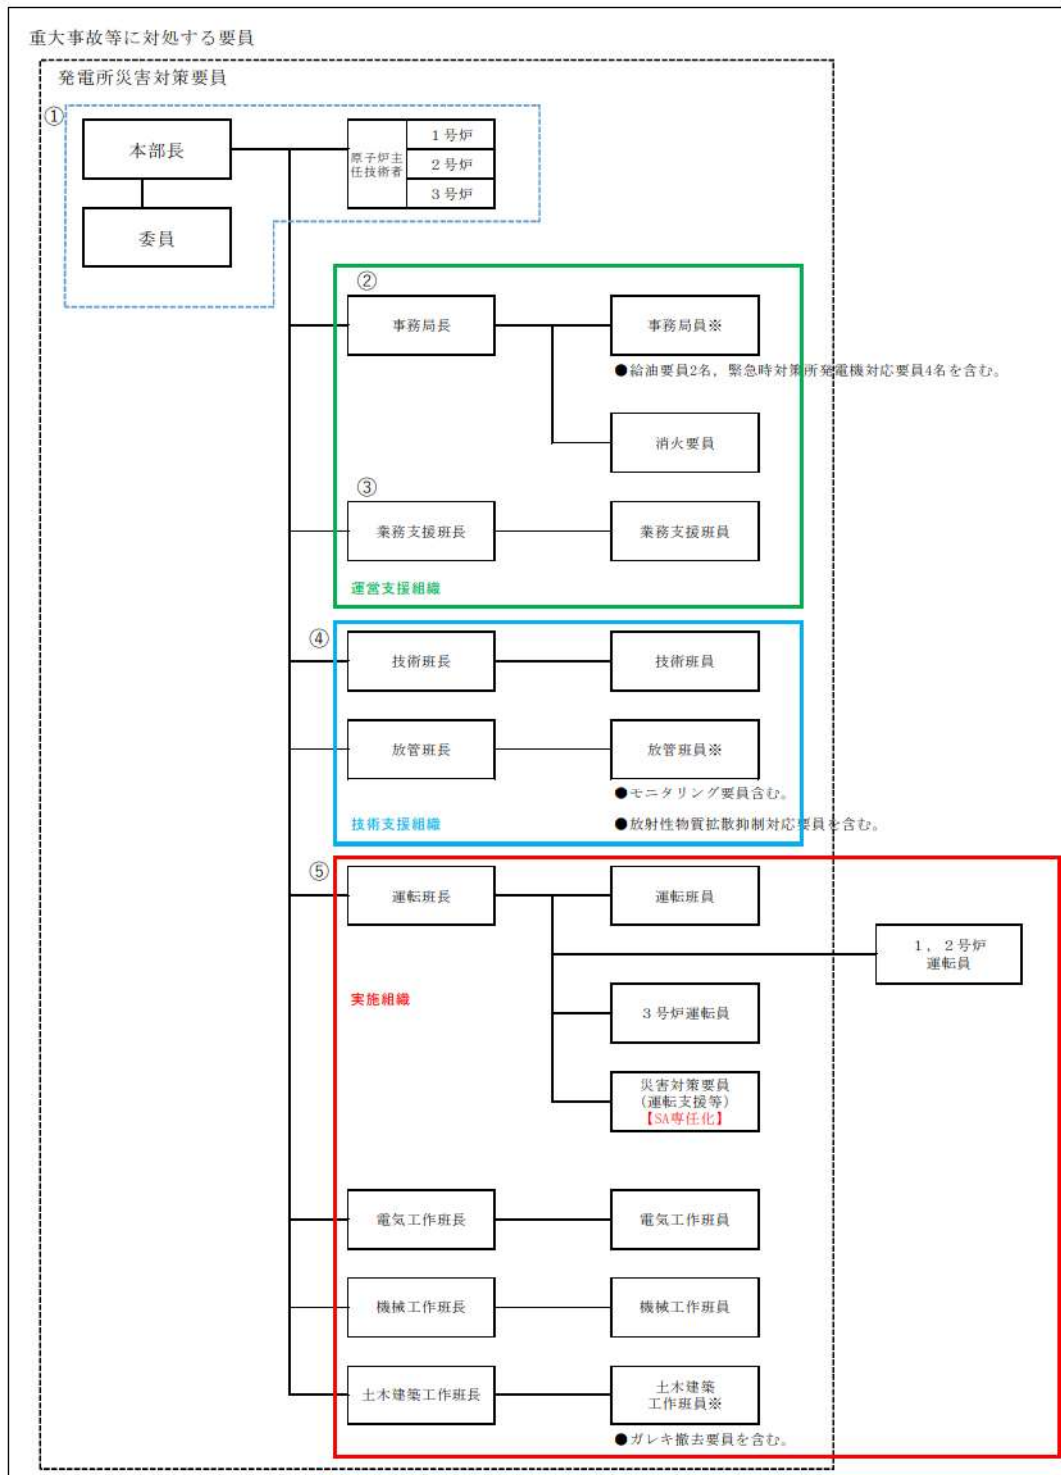 重大事故等に対処する要員
発電所災害対策要員
①
本部長
原子炉主
任技術者
1号炉
2号炉
3号炉
委員
②
事務局長
事務局員※
●給油要員2名，緊急時対策所発電機対応要員4名を含む。
消火要員
③
業務支援班長
業務支援班員
運営支援組織
④
技術班長
技術班員
放管班長
放管班員※
●モニタリング要員含む。
技術支援組織
●放射性物質拡散抑制対応要員を含む。
⑤
運転班長
運転班員
1，2号炉
運転員
実施組織
3号炉運転員
災害対策要員
(運転支援等)
【SA専任化】
電気工作班長
電気工作班員
機械工作班長
機械工作班員
土木建築工作班長
土木建築
工作班員※
●ガレキ撤去要員を含む。